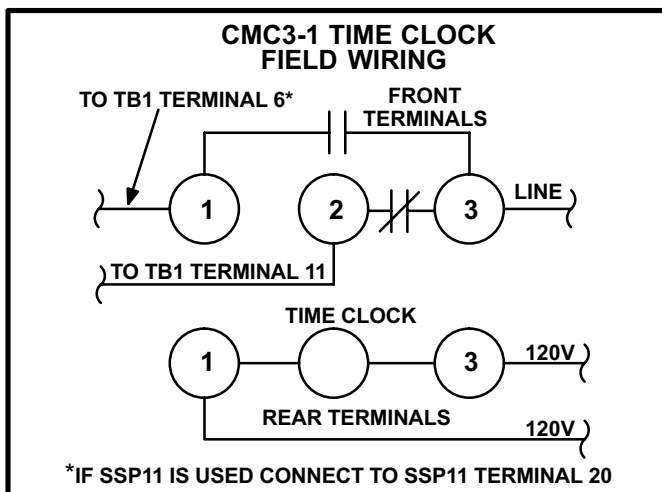 CMC3-1 TIME CLOCK
FIELD WIRING
TO TB1 TERMINAL 6*
FRONT
TERMINALS
1
2
3
LINE
TO TB1 TERMINAL 11
TIME CLOCK
1
3
120V
REAR TERMINALS
120V
*IF SSP11 IS USED CONNECT TO SSP11 TERMINAL 20